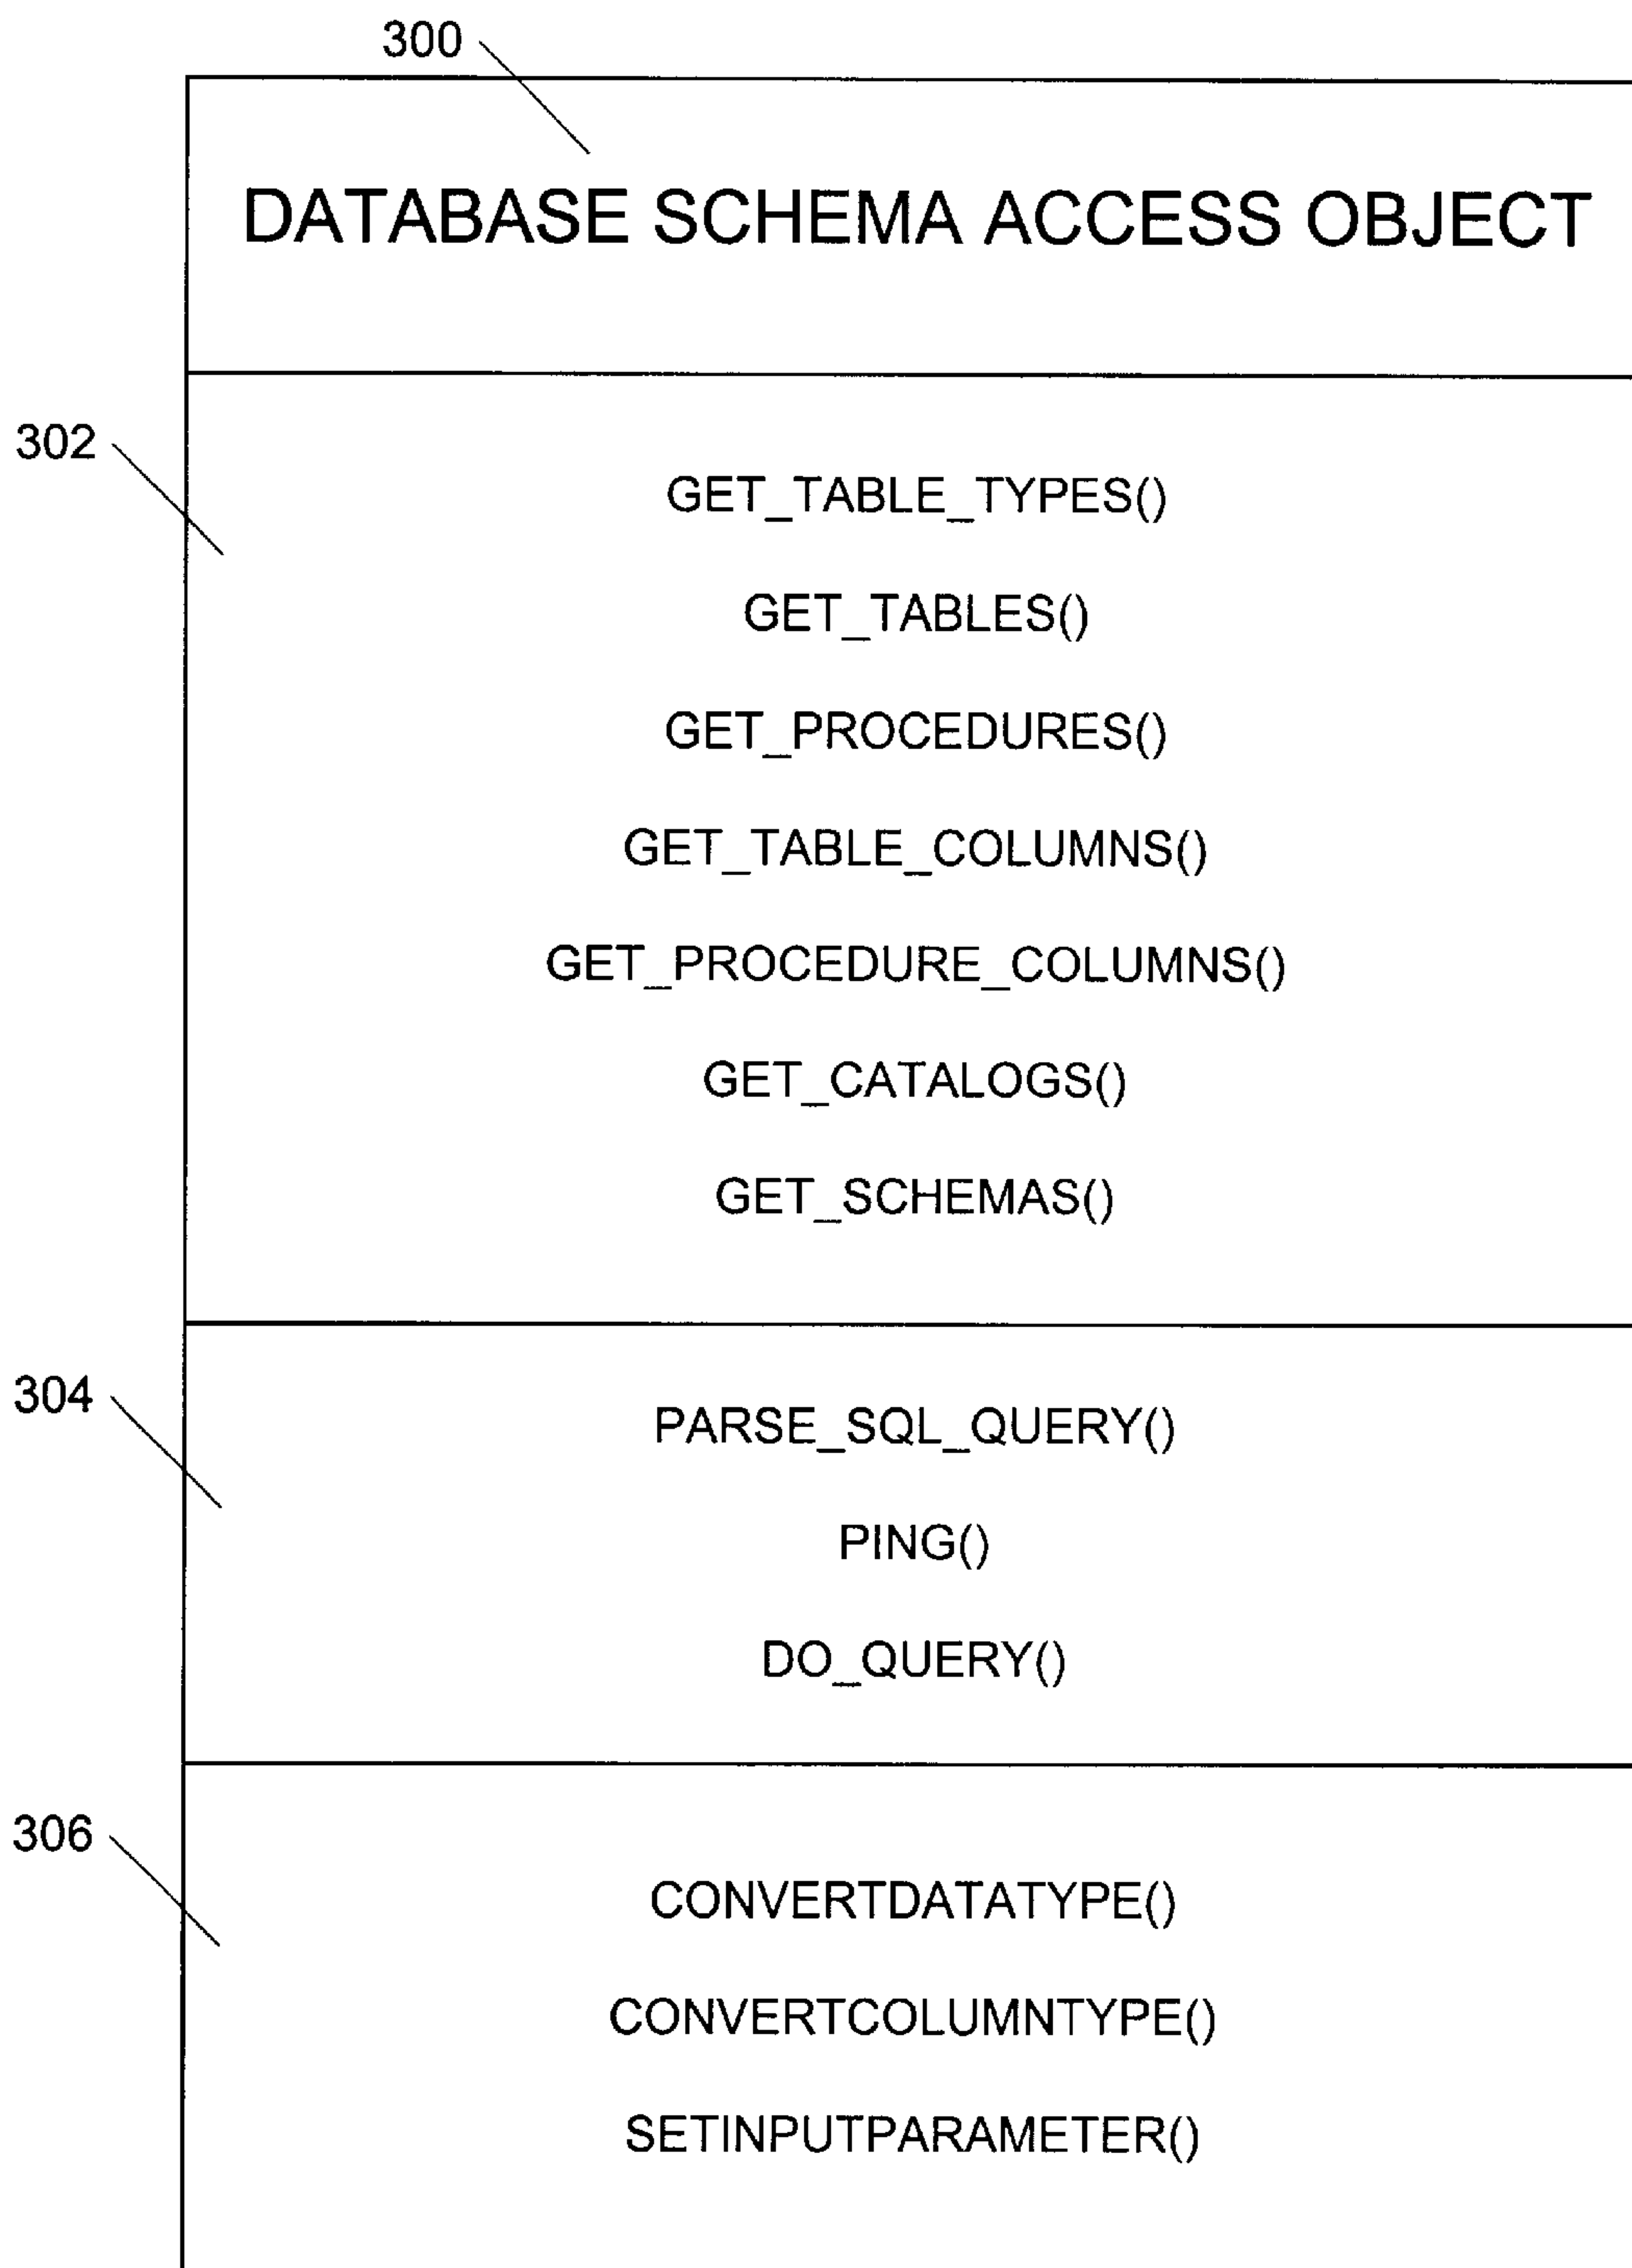 300
DATABASE SCHEMA ACCESS OBJECT
302
GET_TABLE_TYPES()
GET_TABLES()
GET_PROCEDURES()
GET_TABLE_COLUMNS()
GET_PROCEDURE_COLUMNS()
GET_CATALOGS()
GET_SCHEMAS()
304
PARSE_SQL_QUERY()
PING()
DO_QUERY()
306
CONVERTDATATYPE()
CONVERTCOLUMNTYPE()
SETINPUTPARAMETER()